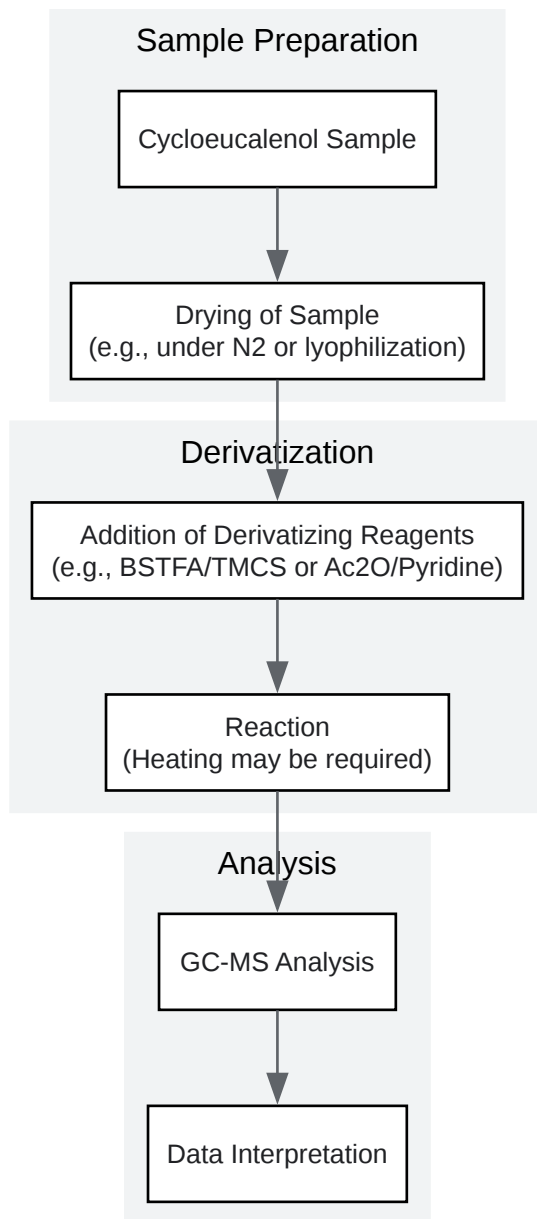 Sample Preparation
Cycloeucalenol Sample
Drying of Sample
(e.g., under N2 or lyophilization)
Derivatization
Addition of Derivatizing Reagents
(e.g., BSTFA/TMCS or Ac2O/Pyridine)
Reaction
(Heating may be required)
Analysis
GC-MS Analysis
Data Interpretation